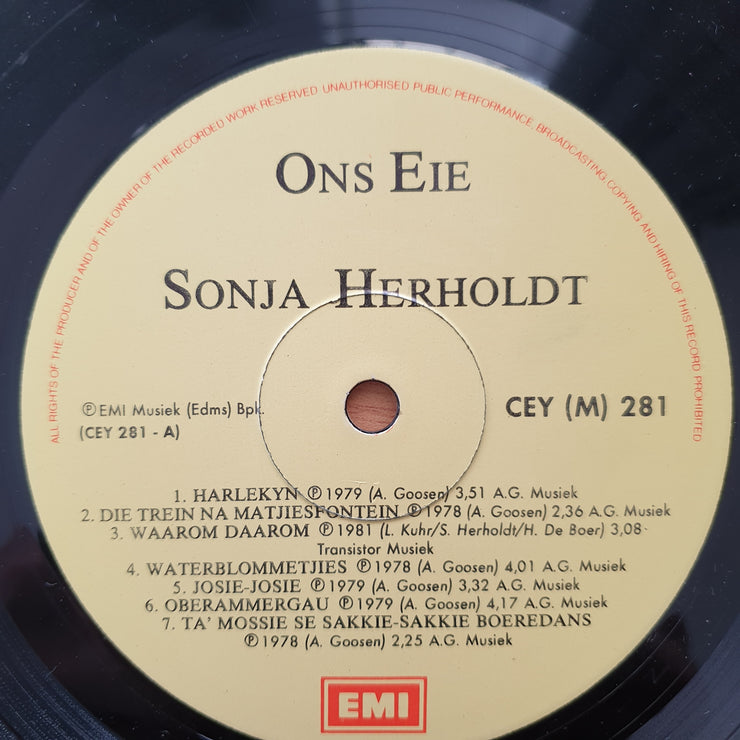 ALL RIGHTS OF THE PRODUCER AND OF THE OWNER OF THE RECORDED WORK RESERVED UNAUTHORISED PUBLIC PERFORMANCE, BROADCASTING, COPYING AND HIRING OF THIS RECORD PROHIBITED
ONS EIE
SONJA HERHOLDT
℗ EMI Musiek (Edms) Bpk.
(CEY 281 - A)
CEY (M) 281
1. HARLEKYN ℗ 1979 (A. Goosen) 3,51 A.G. Musiek
2. DIE TREIN NA MATJIESFONTEIN ℗ 1978 (A. Goosen) 2,36 A.G. Musiek
3. WAAROM DAAROM ℗ 1981 (L. Kuhr/S. Herholdt/H. De Boer) 3,08
Transistor Musiek
4. WATERBLOMMETJIES ℗ 1978 (A. Goosen) 4,01 A.G. Musiek
5. JOSIE-JOSIE ℗ 1979 (A. Goosen) 3,32 A.G. Musiek
6. OBERAMMERGAU ℗ 1979 (A. Goosen) 4,17 A.G. Musiek
7. TA' MOSSIE SE SAKKIE-SAKKIE BOEREDANS
℗ 1978 (A. Goosen) 2,25 A.G. Musiek
EMI